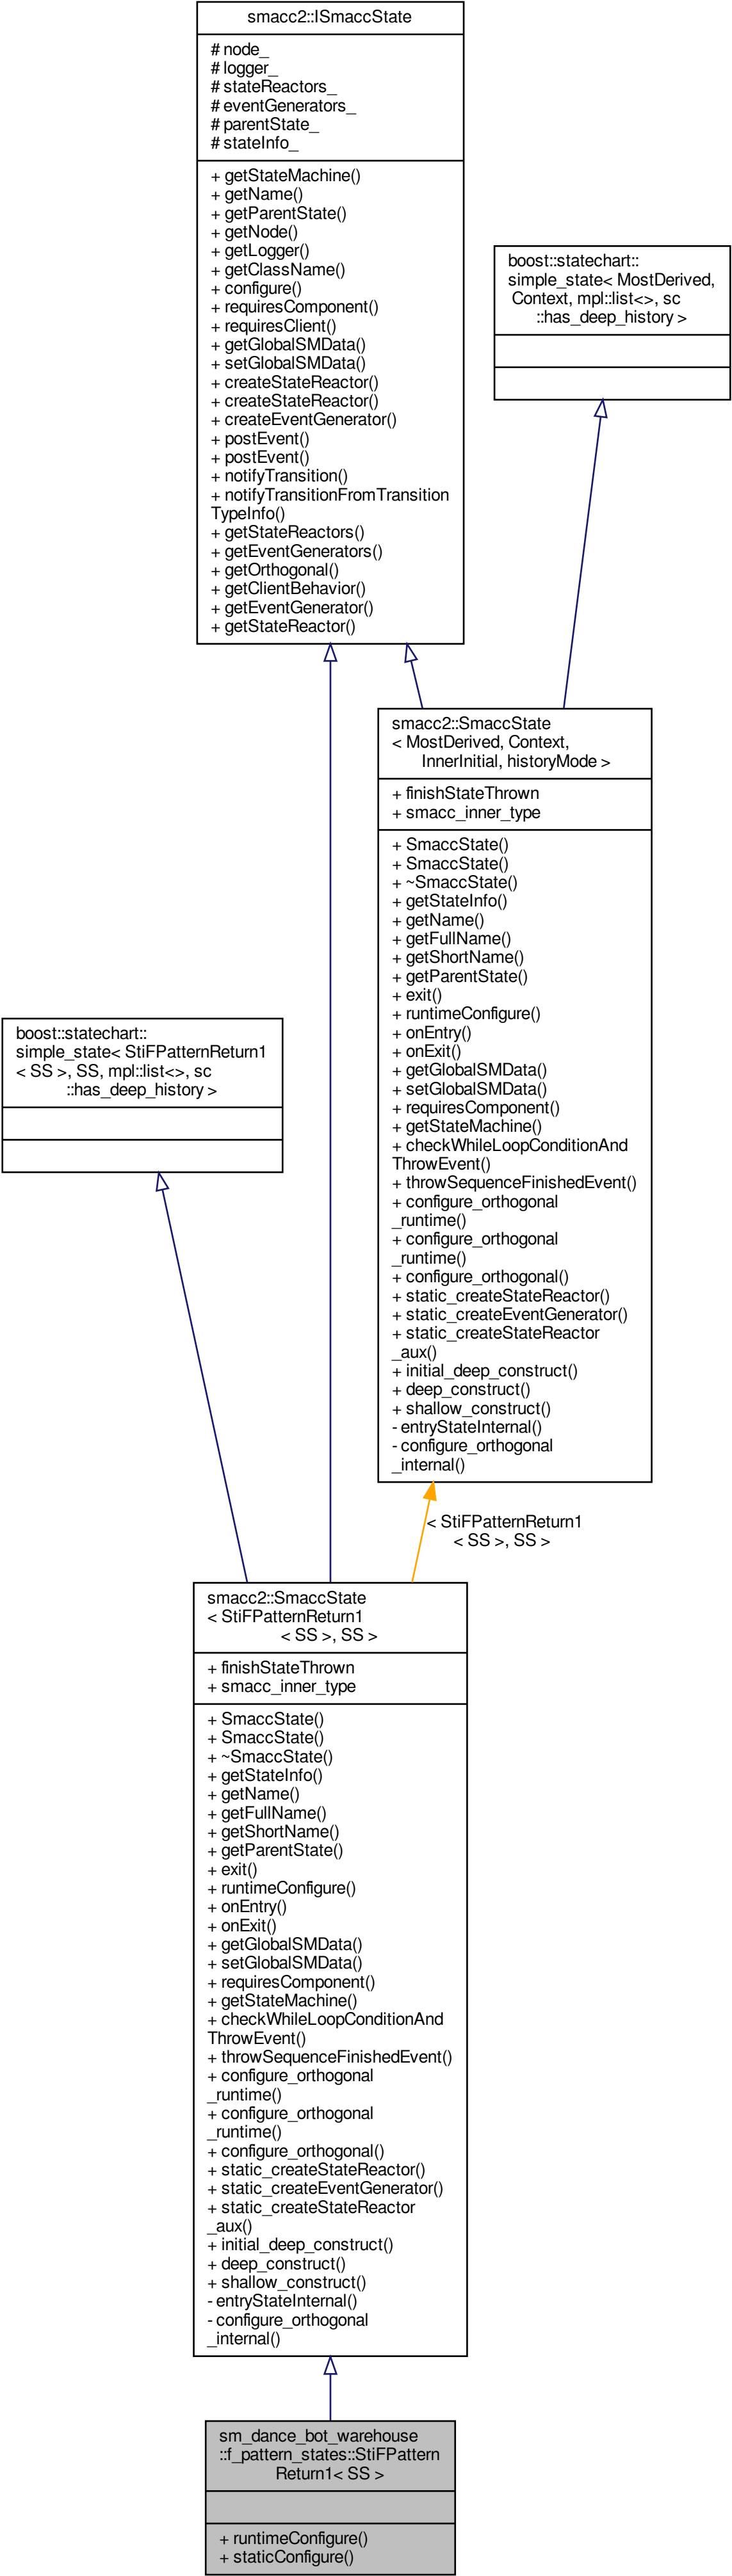 smacc2::ISmaccState
# node_
# logger_
# stateReactors_
# eventGenerators_
# parentState_
# stateInfo_
+ getStateMachine()
+ getName()
+ getParentState()
+ getNode()
+ getLogger()
+ getClassName()
+ configure()
+ requiresComponent()
+ requiresClient()
+ getGlobalSMData()
+ setGlobalSMData()
+ createStateReactor()
+ createStateReactor()
+ createEventGenerator()
+ postEvent()
+ postEvent()
+ notifyTransition()
+ notifyTransitionFromTransition
TypeInfo()
+ getStateReactors()
+ getEventGenerators()
+ getOrthogonal()
+ getClientBehavior()
+ getEventGenerator()
+ getStateReactor()
boost::statechart::
simple_state< MostDerived,
Context, mpl::list<>, sc
::has_deep_history >
smacc2::SmaccState
< MostDerived, Context,
InnerInitial, historyMode >
+ finishStateThrown
+ smacc_inner_type
+ SmaccState()
+ SmaccState()
+ ~SmaccState()
+ getStateInfo()
+ getName()
+ getFullName()
+ getShortName()
+ getParentState()
+ exit()
+ runtimeConfigure()
+ onEntry()
+ onExit()
+ getGlobalSMData()
+ setGlobalSMData()
+ requiresComponent()
+ getStateMachine()
+ checkWhileLoopConditionAnd
ThrowEvent()
+ throwSequenceFinishedEvent()
+ configure_orthogonal
_runtime()
+ configure_orthogonal
_runtime()
+ configure_orthogonal()
+ static_createStateReactor()
+ static_createEventGenerator()
+ static_createStateReactor
_aux()
+ initial_deep_construct()
+ deep_construct()
+ shallow_construct()
- entryStateInternal()
- configure_orthogonal
_internal()
boost::statechart::
simple_state< StiFPatternReturn1
< SS >, SS, mpl::list<>, sc
::has_deep_history >
< StiFPatternReturn1
< SS >, SS >
smacc2::SmaccState
< StiFPatternReturn1
< SS >, SS >
+ finishStateThrown
+ smacc_inner_type
+ SmaccState()
+ SmaccState()
+ ~SmaccState()
+ getStateInfo()
+ getName()
+ getFullName()
+ getShortName()
+ getParentState()
+ exit()
+ runtimeConfigure()
+ onEntry()
+ onExit()
+ getGlobalSMData()
+ setGlobalSMData()
+ requiresComponent()
+ getStateMachine()
+ checkWhileLoopConditionAnd
ThrowEvent()
+ throwSequenceFinishedEvent()
+ configure_orthogonal
_runtime()
+ configure_orthogonal
_runtime()
+ configure_orthogonal()
+ static_createStateReactor()
+ static_createEventGenerator()
+ static_createStateReactor
_aux()
+ initial_deep_construct()
+ deep_construct()
+ shallow_construct()
- entryStateInternal()
- configure_orthogonal
_internal()
sm_dance_bot_warehouse
::f_pattern_states::StiFPattern
Return1< SS >
+ runtimeConfigure()
+ staticConfigure()